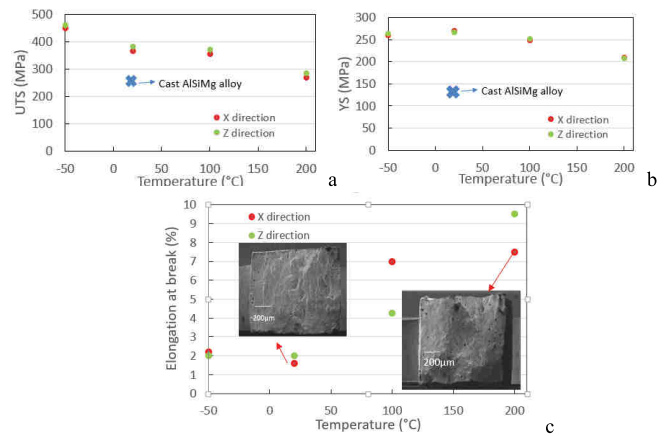 500
400
300
200
100
0
UTS (MPa)
Cast AlSiMg alloy
X direction
Z direction
-50 0 50 100 150 200
Temperature (°C)
a
300
250
200
150
100
50
0
YS (MPa)
Cast AlSiMg alloy
X direction
Z direction
-50 0 50 100 150 200
Temperature (°C)
b
10
9
8
7
6
5
4
3
2
1
0
Elongation at break (%)
X direction
Z direction
200µm
200µm
-50 0 50 100 150 200
Temperature (°C)
c